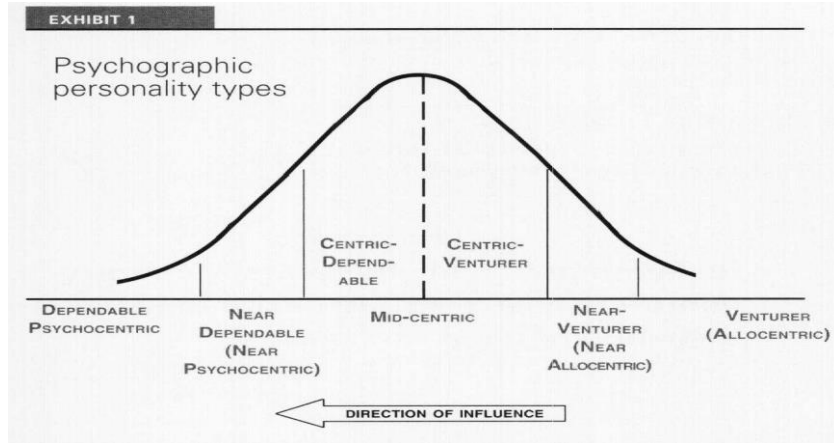 EXHIBIT 1
Psychographic
personality types
CENTRIC-
DEPEND-
ABLE
CENTRIC-
VENTURER
DEPENDABLE
PSYCHOCENTRIC
NEAR
DEPENDABLE
(NEAR
PSYCHOCENTRIC)
MID-CENTRIC
NEAR-
VENTURER
(NEAR
ALLOCENTRIC)
VENTURER
(ALLOCENTRIC)
DIRECTION OF INFLUENCE